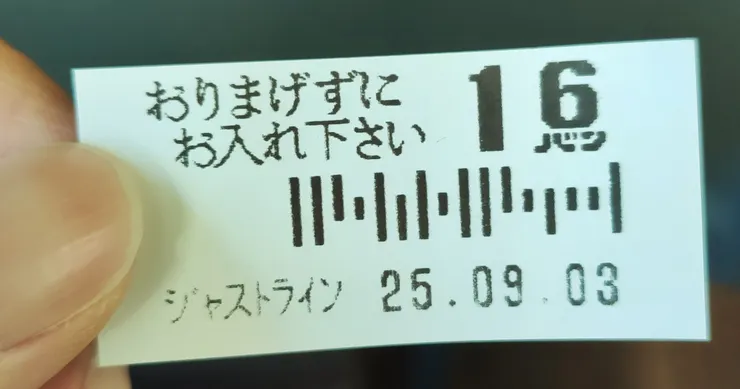 おりまげずに
お入れ下さい
16
バン
ジャストライン 25.09.03